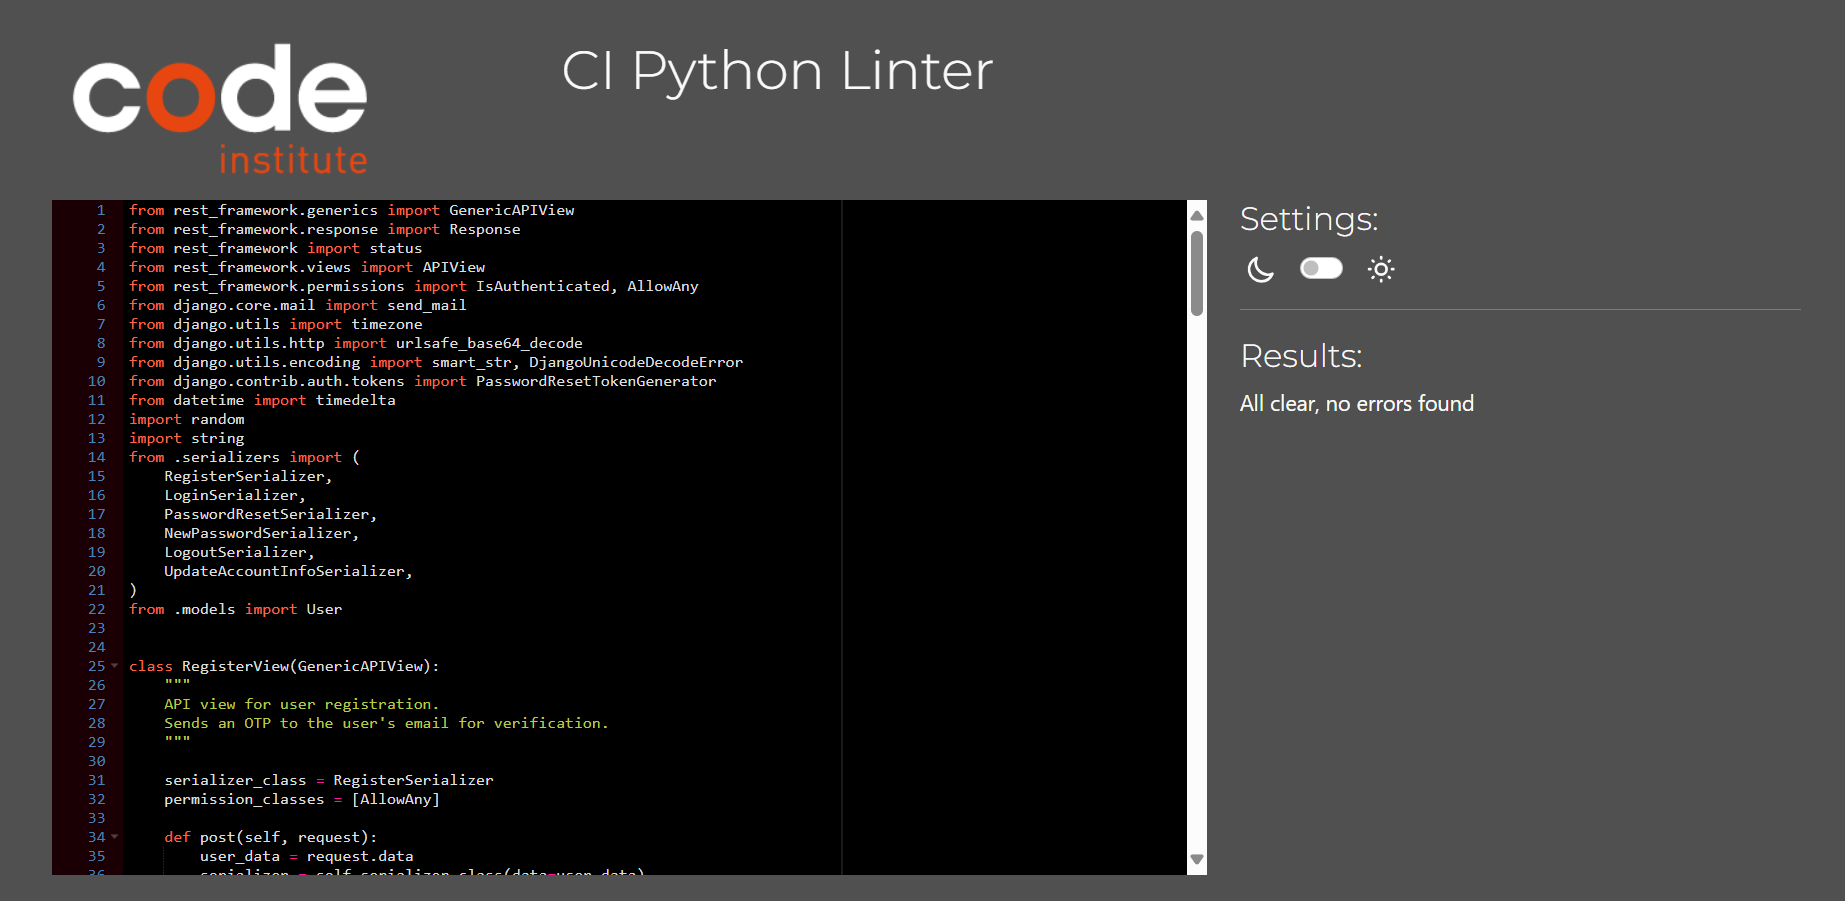 code
institute
CI Python Linter
1 from rest_framework.generics import GenericAPIView
2 from rest_framework.response import Response
3 from rest_framework import status
4 from rest_framework.views import APIView
5 from rest_framework.permissions import IsAuthenticated, AllowAny
6 from django.core.mail import send_mail
7 from django.utils import timezone
8 from django.utils.http import urlsafe_base64_decode
9 from django.utils.encoding import smart_str, DjangoUnicodeDecodeError
10 from django.contrib.auth.tokens import PasswordResetTokenGenerator
11 from datetime import timedelta
12 import random
13 import string
14 from .serializers import (
15     RegisterSerializer,
16     LoginSerializer,
17     PasswordResetSerializer,
18     NewPasswordSerializer,
19     LogoutSerializer,
20     UpdateAccountInfoSerializer,
21 )
22 from .models import User
23
24
25 class RegisterView(GenericAPIView):
26     """
27     API view for user registration.
28     Sends an OTP to the user's email for verification.
29     """
30
31     serializer_class = RegisterSerializer
32     permission_classes = [AllowAny]
33
34     def post(self, request):
35         user_data = request.data
36         serializer = self.serializer_class(data=user_data)
Settings:
Results:
All clear, no errors found